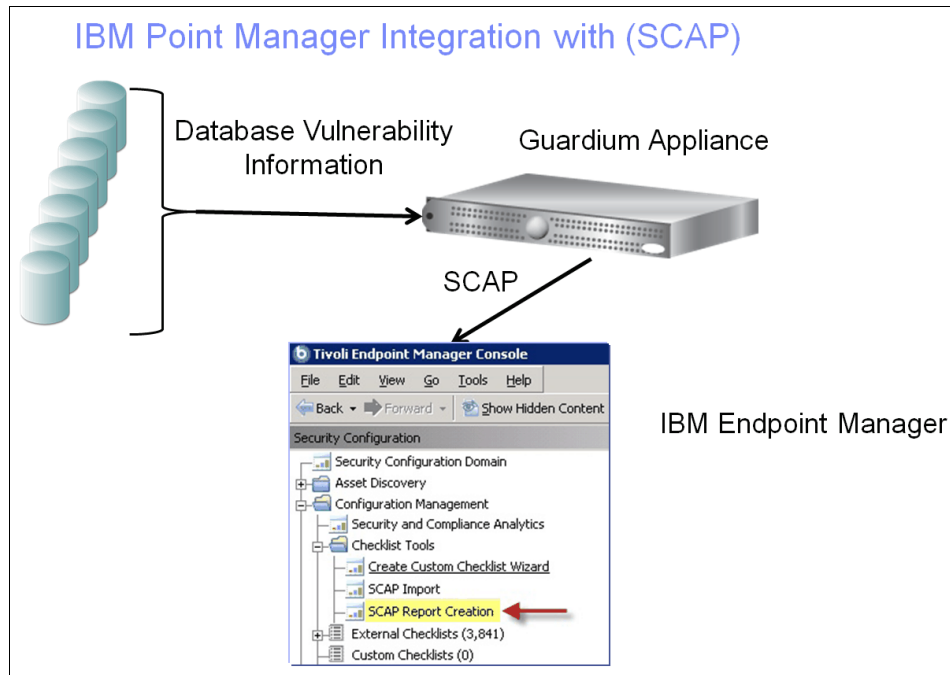 IBM Point Manager Integration with (SCAP)
Database Vulnerability
Information
Guardium Appliance
SCAP
Tivoli Endpoint Manager Console
File Edit View Go Tools Help
Back Forward Show Hidden Content
Security Configuration
Security Configuration Domain
Asset Discovery
Configuration Management
Security and Compliance Analytics
Checklist Tools
Create Custom Checklist Wizard
SCAP Import
SCAP Report Creation
External Checklists (3,841)
Custom Checklists (0)
IBM Endpoint Manager